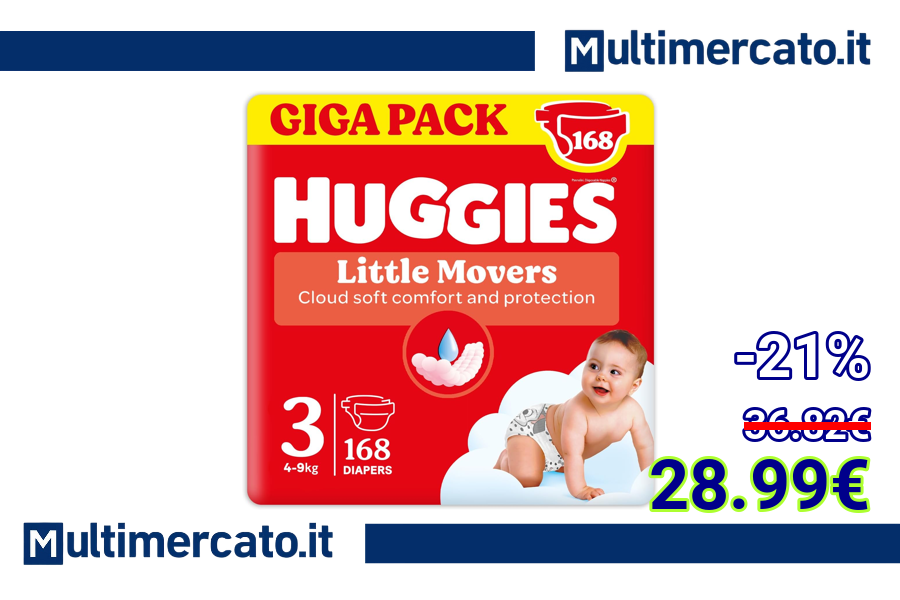 Multimercato.it
GIGA PACK
168
HUGGIES
Little Movers
Cloud soft comfort and protection
3
4-9kg
168
DIAPERS
-21%
36.82€
28.99€
Multimercato.it